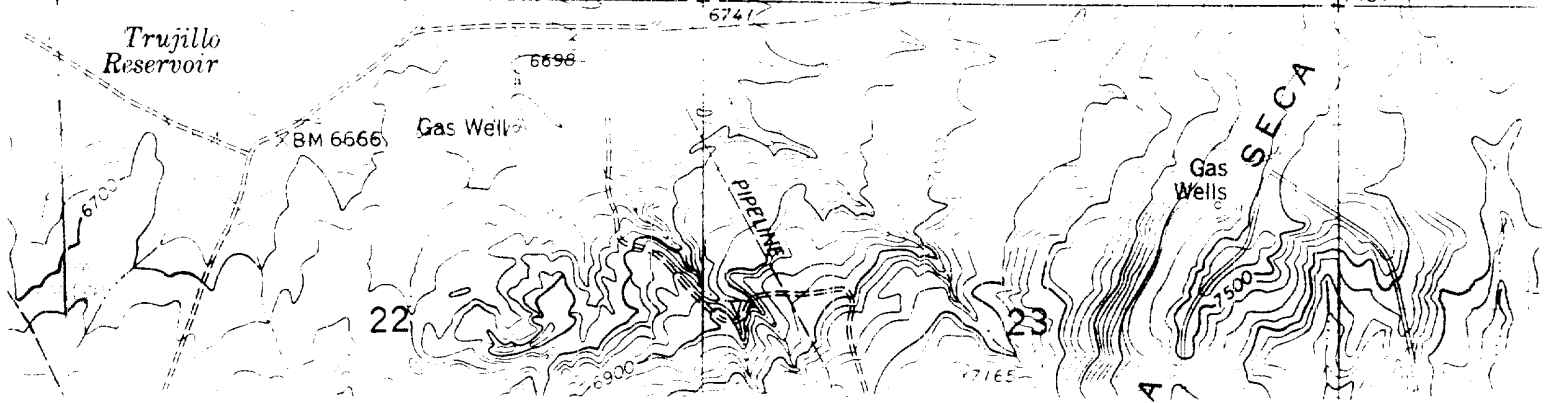 6741
Trujillo
Reservoir
6698
BM 6666
Gas Well
SECA
Gas
Wells
6700
PIPELINE
7500
22
23
6900
7165
A